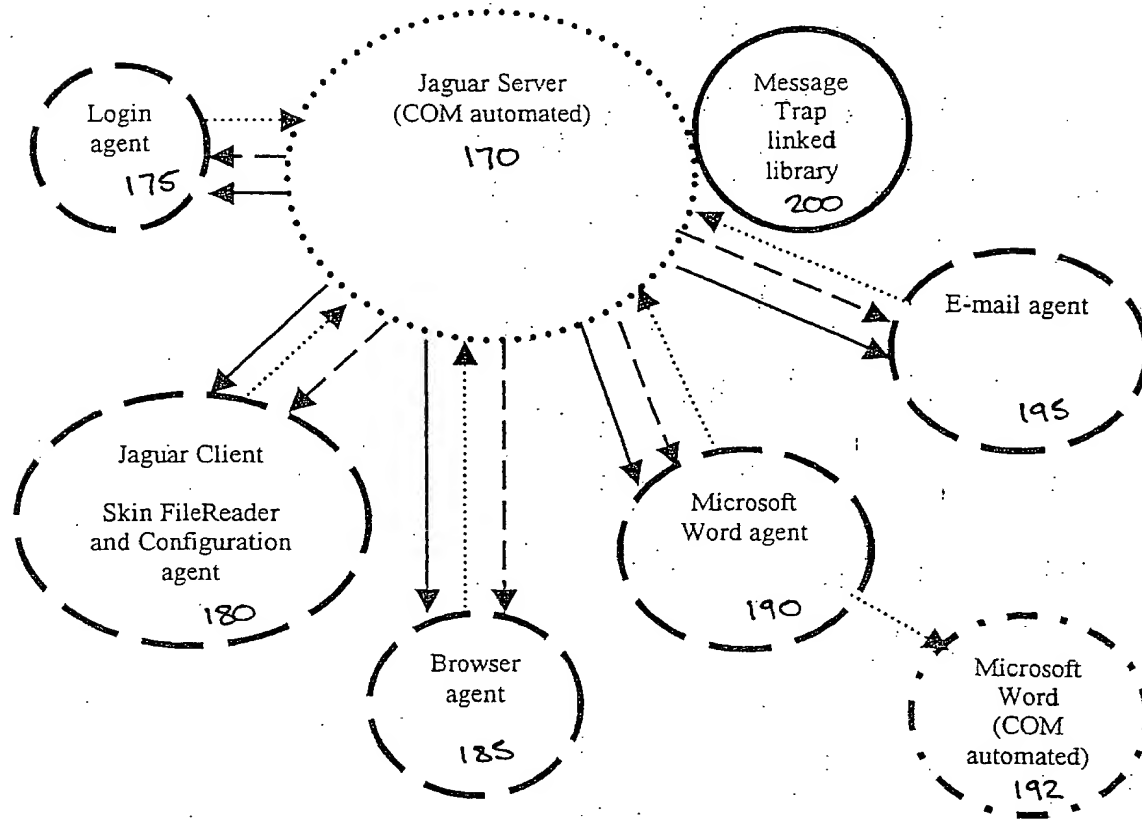 Jaguar Server
(COM automated)
170
Login
agent
175
Message
Trap
linked
library
200
E-mail agent
195
Jaguar Client
Skin FileReader
and Configuration
agent
180
Microsoft
Word agent
190
Browser
agent
185
Microsoft
Word
(COM
automated)
192